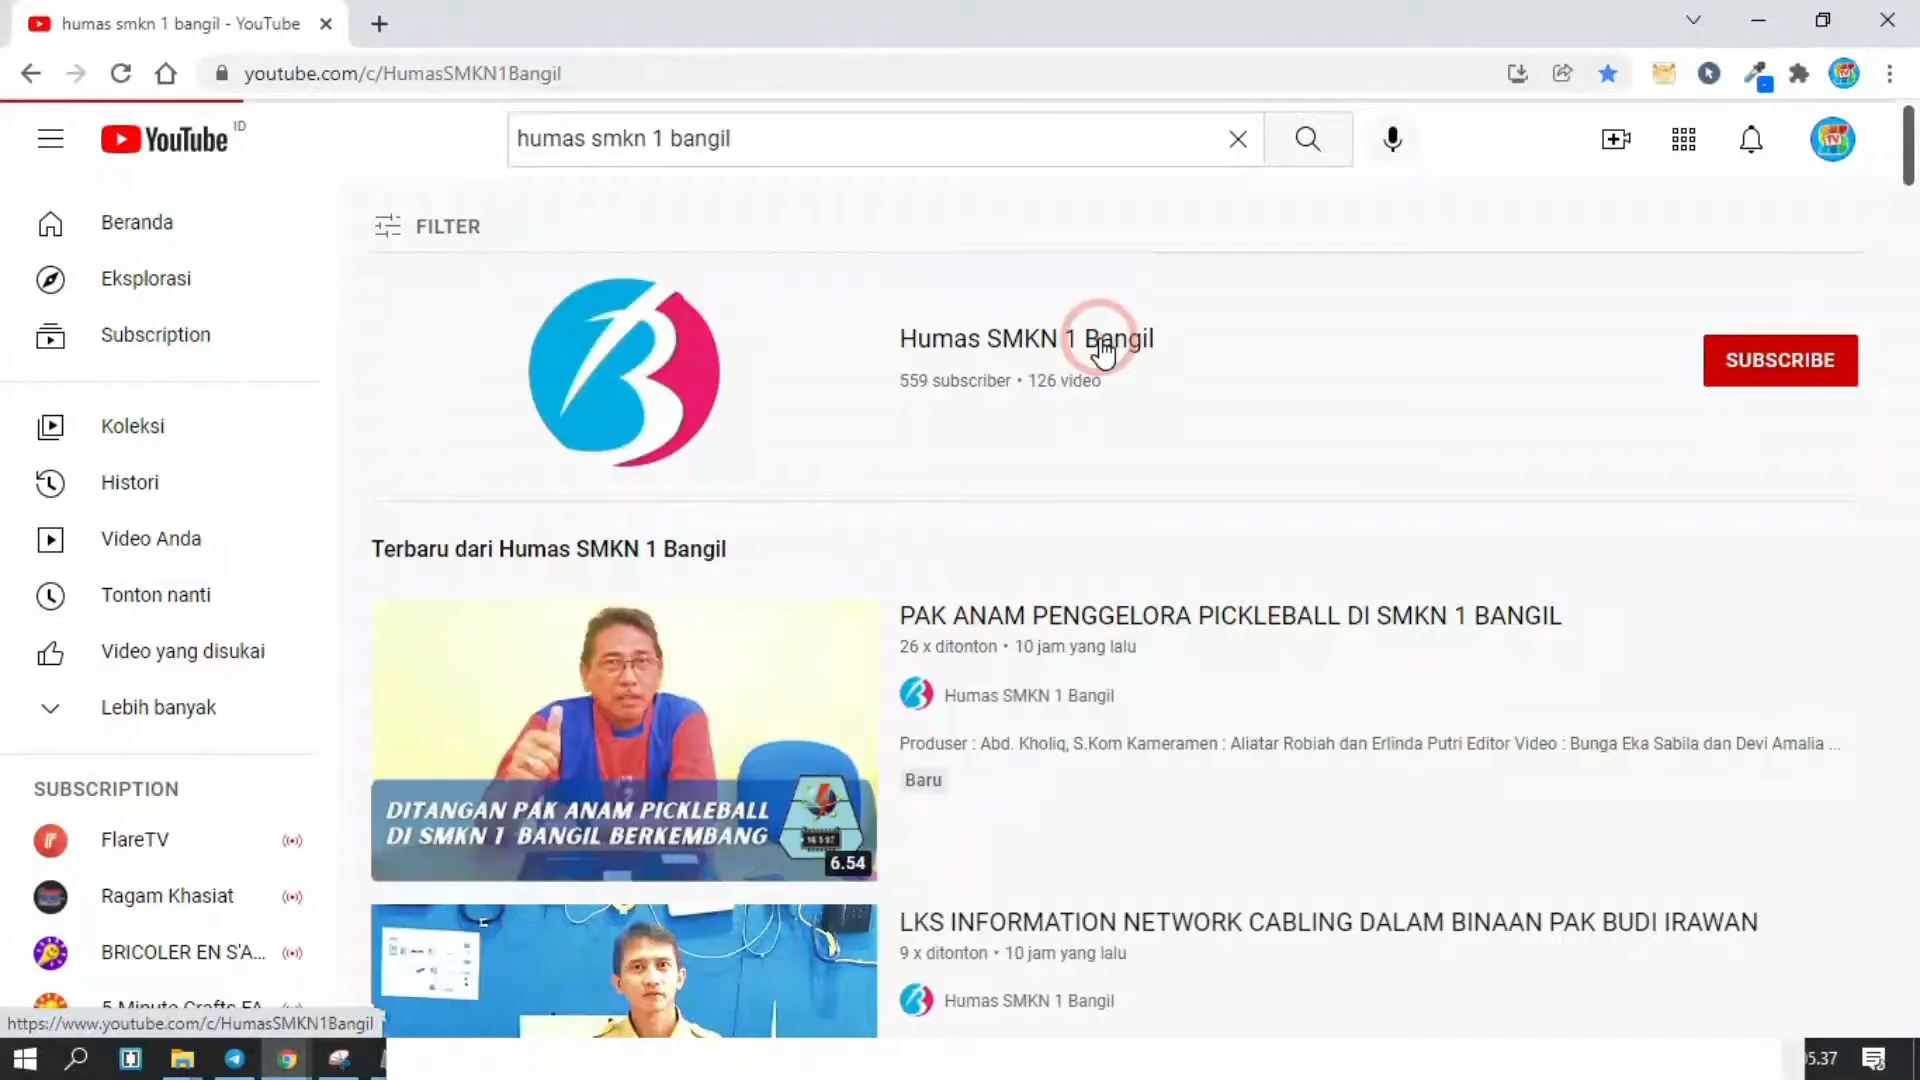 humas smkn 1 bangil - YouTube
youtube.com/c/HumasSMKN1Bangil
YouTube ID
humas smkn 1 bangil
Beranda
Eksplorasi
Subscription
Koleksi
Histori
Video Anda
Tonton nanti
Video yang disukai
Lebih banyak
SUBSCRIPTION
FlareTV
Ragam Khasiat
BRICOLER EN S'A...
5-Minute Crafts FA
https://www.youtube.com/c/HumasSMKN1Bangil
FILTER
Humas SMKN 1 Bangil
559 subscriber • 126 video
SUBSCRIBE
Terbaru dari Humas SMKN 1 Bangil
DITANGAN PAK ANAM PICKLEBALL
DI SMKN 1 BANGIL BERKEMBANG
6.54
PAK ANAM PENGGELORA PICKLEBALL DI SMKN 1 BANGIL
26 x ditonton • 10 jam yang lalu
Humas SMKN 1 Bangil
Produser : Abd. Kholiq, S.Kom Kameramen : Aliatar Robiah dan Erlinda Putri Editor Video : Bunga Eka Sabila dan Devi Amalia ...
Baru
LKS INFORMATION NETWORK CABLING DALAM BINAAN PAK BUDI IRAWAN
9 x ditonton • 10 jam yang lalu
Humas SMKN 1 Bangil
5.37